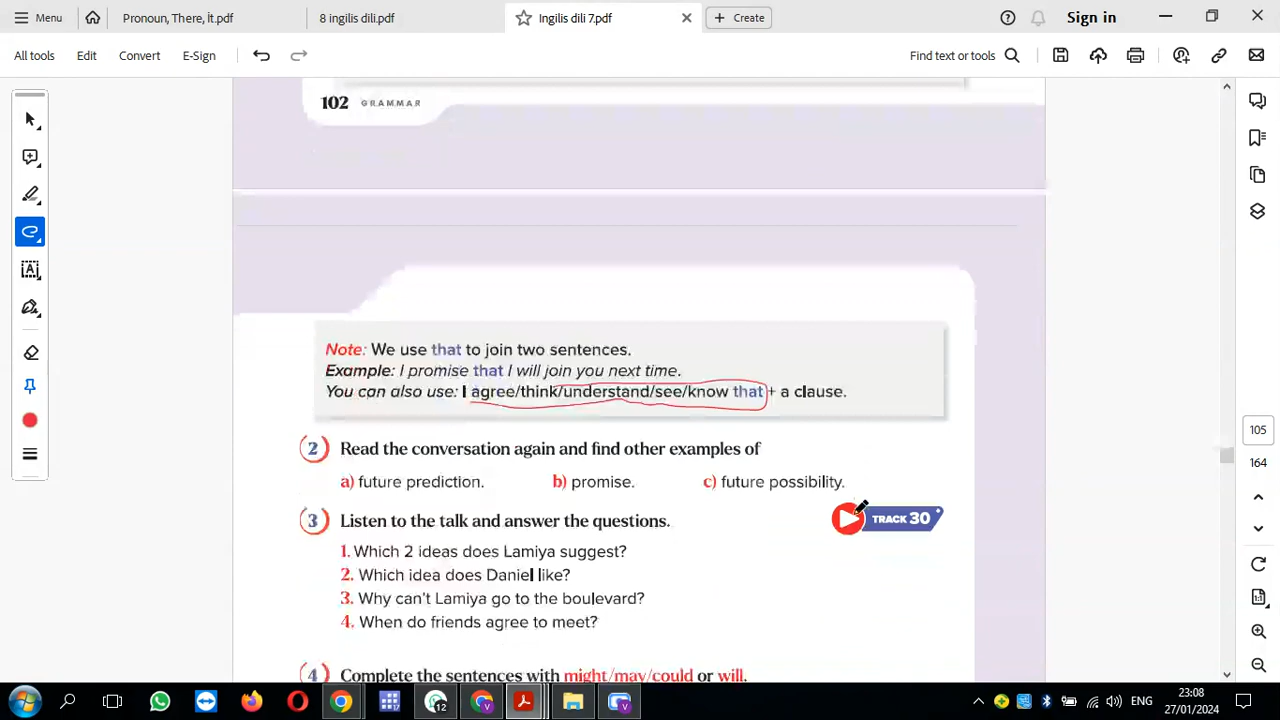 Menu
Pronoun, There, İt.pdf
8 ingilis dili.pdf
Ingilis dili 7.pdf
Create
Sign in
All tools
Edit
Convert
E-Sign
Find text or tools
102 GRAMMAR
Note: We use that to join two sentences.
Example: I promise that I will join you next time.
You can also use: I agree/think/understand/see/know that + a clause.
2 Read the conversation again and find other examples of
a) future prediction. b) promise. c) future possibility.
3 Listen to the talk and answer the questions.
TRACK 30
1. Which 2 ideas does Lamiya suggest?
2. Which idea does Daniel like?
3. Why can't Lamiya go to the boulevard?
4. When do friends agree to meet?
4 Complete the sentences with might/may/could or will.
105
164
12
ENG
23:08
27/01/2024